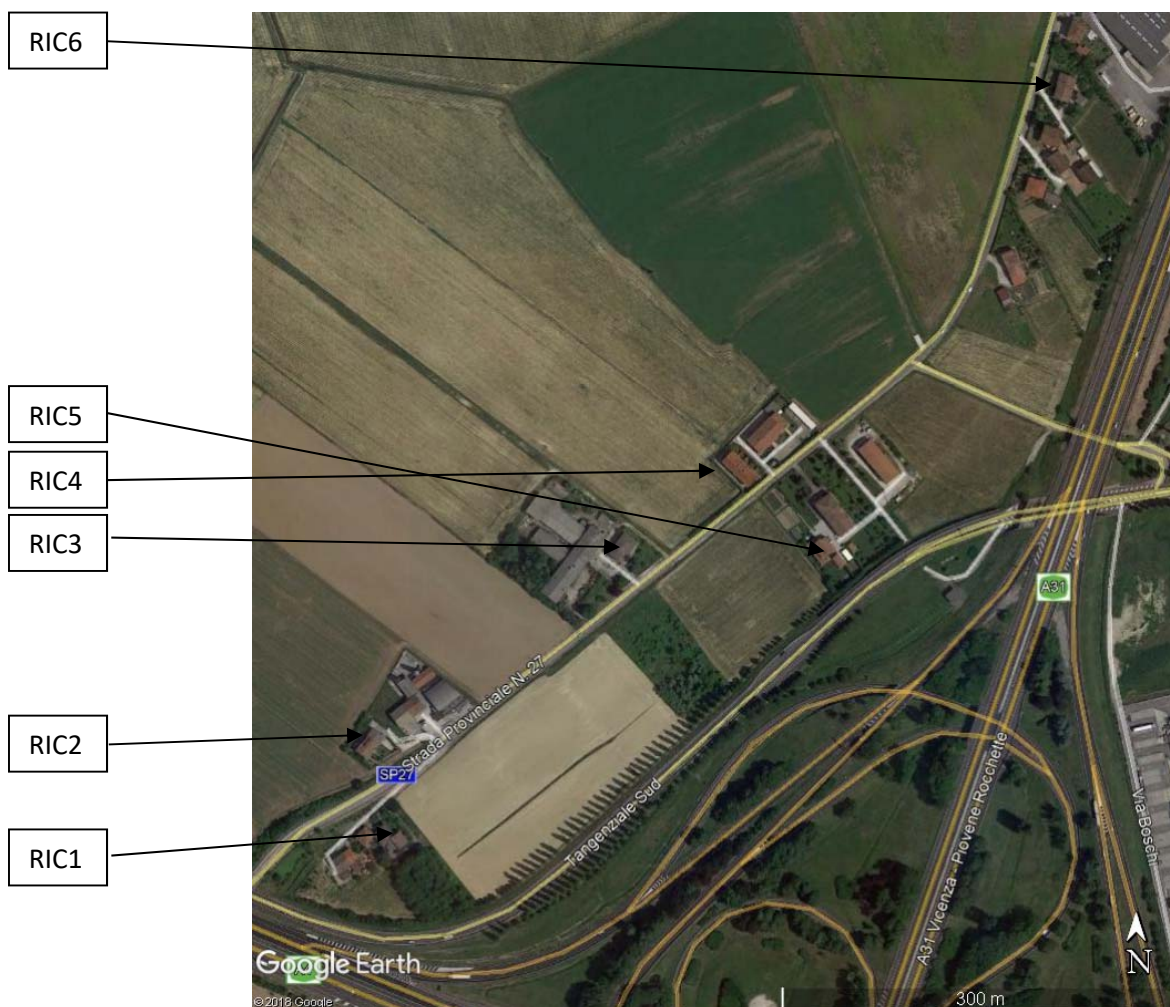 RIC6
RIC5
RIC4
RIC3
A31
Strada Provinciale N. 27
RIC2
SP27
Tangenziale Sud
A31 Vicenza - Piovene Rocchette
Via Boschi
RIC1
N
Google Earth
300 m
© 2018 Google